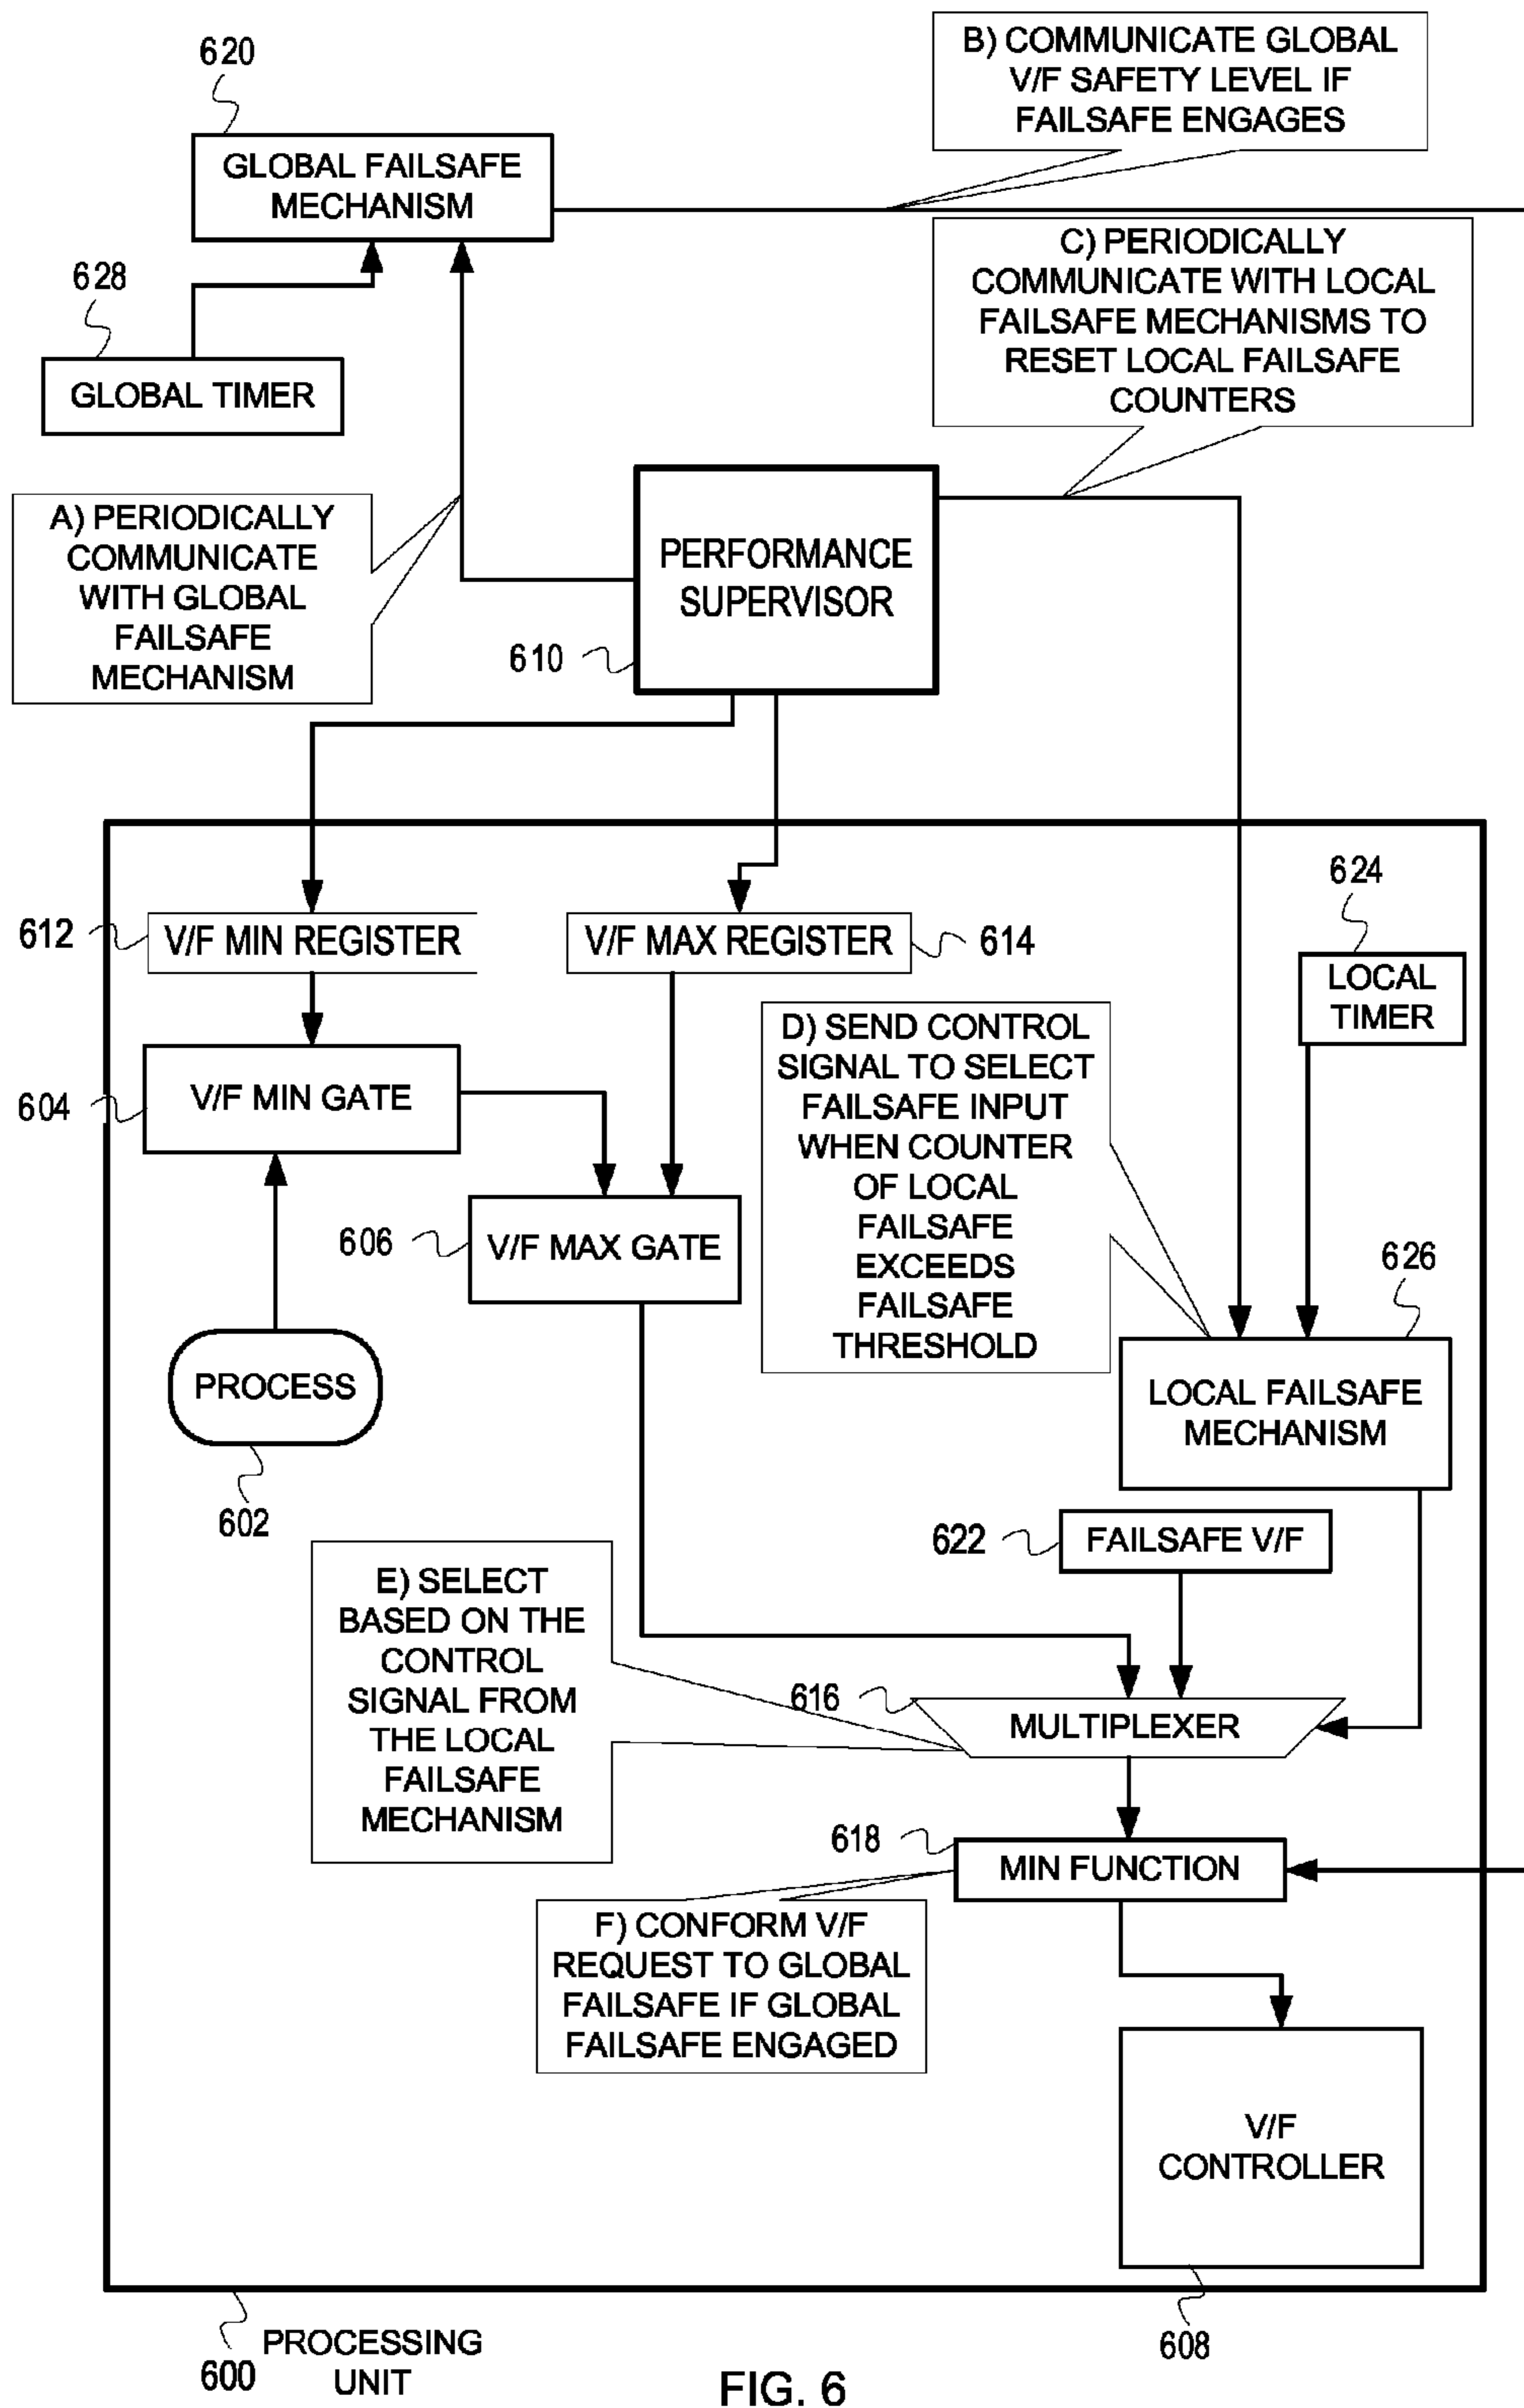 620
B) COMMUNICATE GLOBAL
V/F SAFETY LEVEL IF
FAILSAFE ENGAGES
GLOBAL FAILSAFE
MECHANISM
628
GLOBAL TIMER
C) PERIODICALLY
COMMUNICATE WITH LOCAL
FAILSAFE MECHANISMS TO
RESET LOCAL FAILSAFE
COUNTERS
A) PERIODICALLY
COMMUNICATE
WITH GLOBAL
FAILSAFE
MECHANISM
PERFORMANCE
SUPERVISOR
610
612
V/F MIN REGISTER
V/F MAX REGISTER
614
624
LOCAL
TIMER
604
V/F MIN GATE
D) SEND CONTROL
SIGNAL TO SELECT
FAILSAFE INPUT
WHEN COUNTER
OF LOCAL
FAILSAFE
EXCEEDS
FAILSAFE
THRESHOLD
606
V/F MAX GATE
626
PROCESS
602
LOCAL FAILSAFE
MECHANISM
622
FAILSAFE V/F
E) SELECT
BASED ON THE
CONTROL
SIGNAL FROM
THE LOCAL
FAILSAFE
MECHANISM
616
MULTIPLEXER
618
MIN FUNCTION
F) CONFORM V/F
REQUEST TO GLOBAL
FAILSAFE IF GLOBAL
FAILSAFE ENGAGED
V/F
CONTROLLER
608
600
PROCESSING
UNIT
FIG. 6